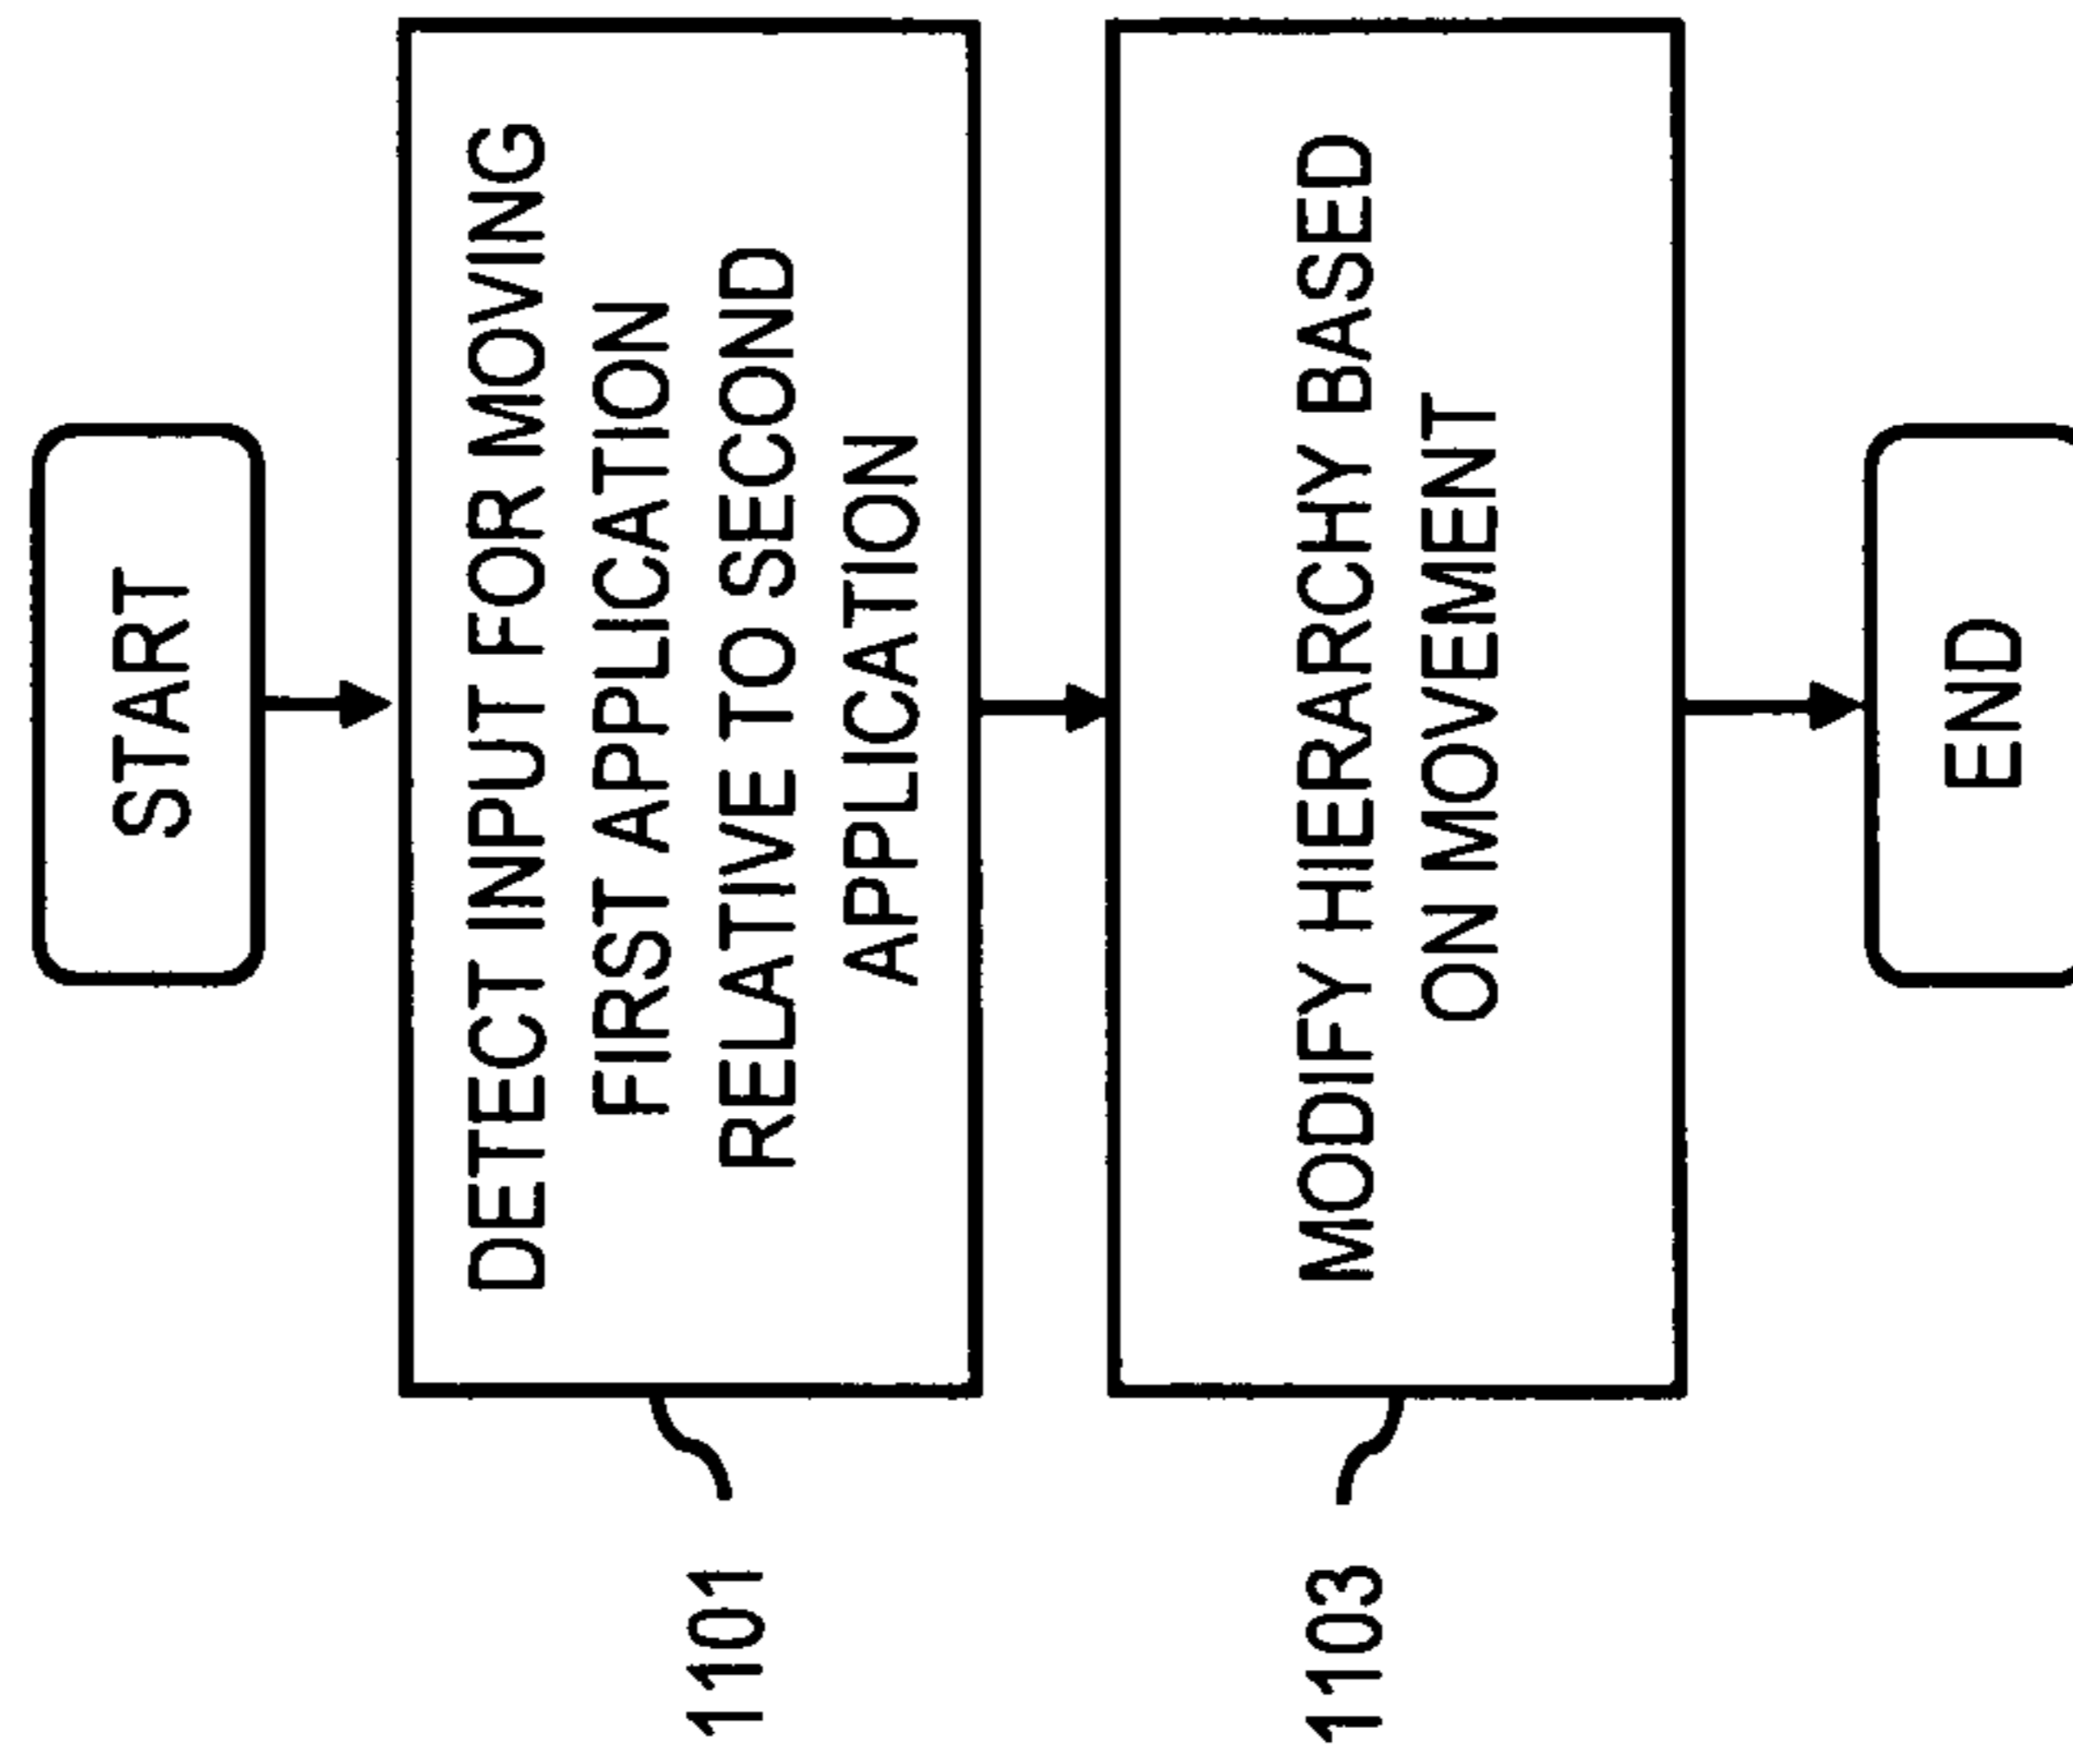 START
DETECT INPUT FOR MOVING
FIRST APPLICATION
RELATIVE TO SECOND
APPLICATION
1101
MODIFY HIERARCHY BASED
ON MOVEMENT
1103
END